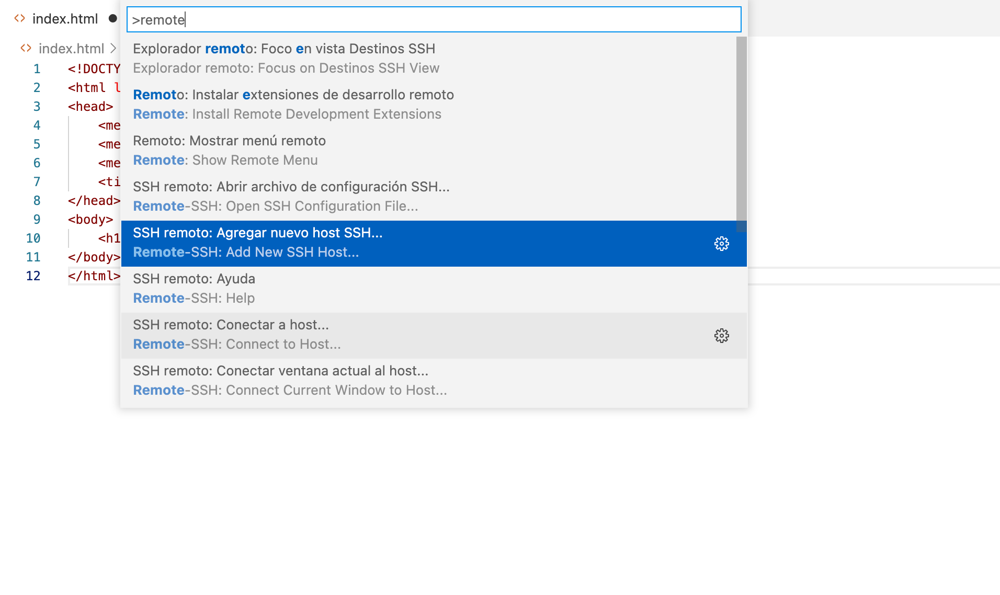 index.html
>remote
index.html
Explorador remoto: Foco en vista Destinos SSH
Explorador remoto: Focus on Destinos SSH View
Remoto: Instalar extensiones de desarrollo remoto
Remote: Install Remote Development Extensions
Remoto: Mostrar menú remoto
Remote: Show Remote Menu
SSH remoto: Abrir archivo de configuración SSH...
Remote-SSH: Open SSH Configuration File...
SSH remoto: Agregar nuevo host SSH...
Remote-SSH: Add New SSH Host...
SSH remoto: Ayuda
Remote-SSH: Help
SSH remoto: Conectar a host...
Remote-SSH: Connect to Host...
SSH remoto: Conectar ventana actual al host...
Remote-SSH: Connect Current Window to Host...
1 <!DOCTY
2 <html l
3 <head>
4 <me
5 <me
6 <me
7 <ti
8 </head>
9 <body>
10 <h1
11 </body>
12 </html>